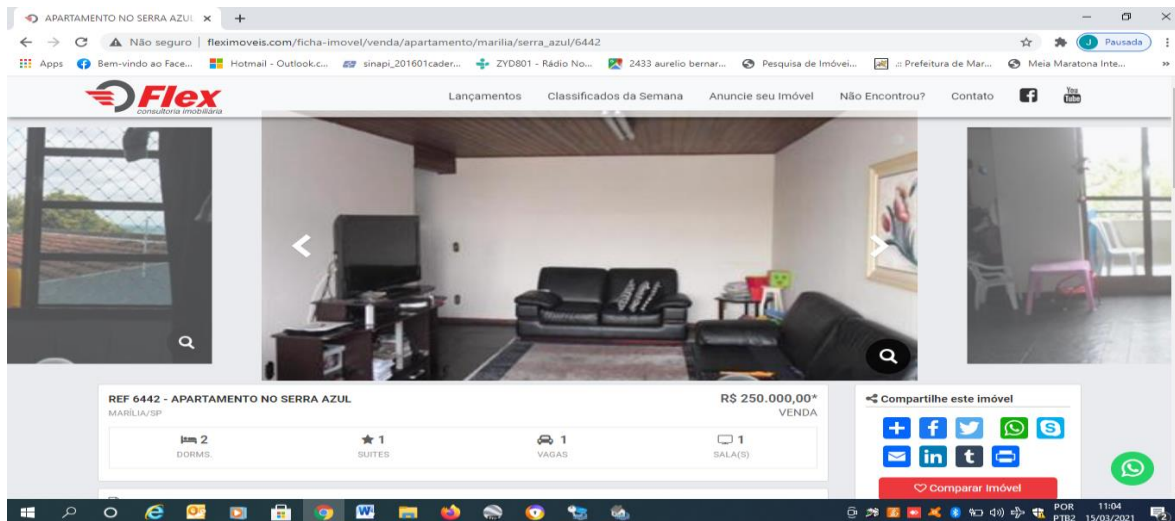 APARTAMENTO NO SERRA AZUL
Não seguro | fleximoveis.com/ficha-imovel/venda/apartamento/marilia/serra_azul/6442
J Pausada
Apps Bem-vindo ao Face... Hotmail - Outlook.c... sinapi_201601cader... ZYD801 - Rádio No... 2433 aurelio bernar... Pesquisa de Imóvei... .:: Prefeitura de Mar... Meia Maratona Inte... »
Flex
consultoria imobiliária
Lançamentos Classificados da Semana Anuncie seu Imóvel Não Encontrou? Contato
You
Tube
REF 6442 - APARTAMENTO NO SERRA AZUL R$ 250.000,00*
MARÍLIA/SP VENDA
2 1 1 1
DORMS. SUITES VAGAS SALA(S)
Compartilhe este imóvel
Comparar Imóvel
POR 11:04
PTB2 15/03/2021